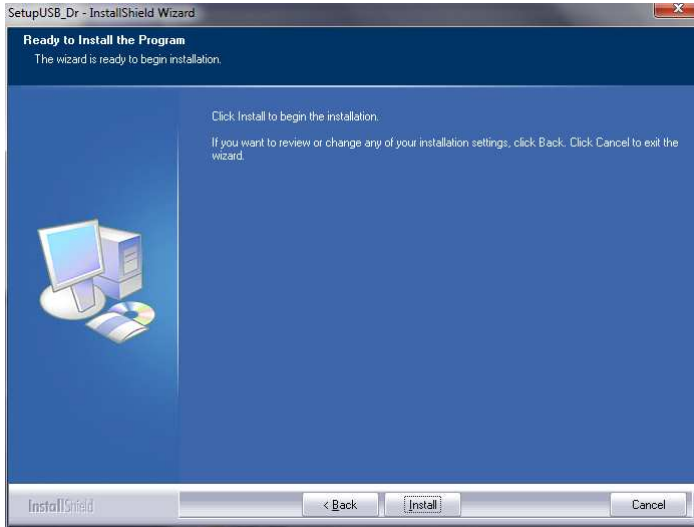 SetupUSB_Dr - InstallShield Wizard
Ready to Install the Program
The wizard is ready to begin installation.
Click Install to begin the installation.
If you want to review or change any of your installation settings, click Back. Click Cancel to exit the
wizard.
InstallShield
< Back
Install
Cancel